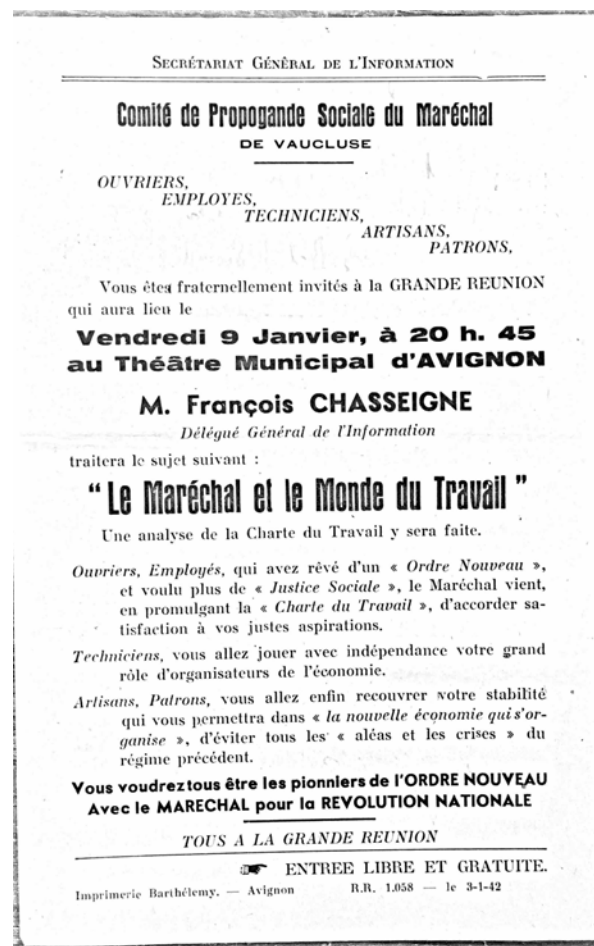 SECRÉTARIAT GÉNÊRAL DE L'INFORMATION
Comité de Propogande Sociale du Maréchal
DE VAUCLUSE
OUVRIERS,
EMPLOYES,
TECHNICIENS,
ARTISANS,
PATRONS,
Vous êtes fraternellement invités à la GRANDE REUNION
qui aura lieu le
Vendredi 9 Janvier, à 20 h. 45
au Théâtre Municipal d'AVIGNON
M. François CHASSEIGNE
Délégué Général de l'Information
traitera le sujet suivant :
" Le Maréchal et le Monde du Travail "
Une analyse de la Charte du Travail y sera faite.
Ouvriers, Employés, qui avez rêvé d'un « Ordre Nouveau »,
et voulu plus de « Justice Sociale », le Maréchal vient,
en promulgant la « Charte du Travail », d'accorder sa-
tisfaction à vos justes aspirations.
Techniciens, vous allez jouer avec indépendance votre grand
rôle d'organisateurs de l'économie.
Artisans, Patrons, vous allez enfin recouvrer votre stabilité
qui vous permettra dans « la nouvelle économie qui s'or-
ganise », d'éviter tous les « aléas et les crises » du
régime précédent.
Vous voudrez tous être les pionniers de l'ORDRE NOUVEAU
Avec le MARECHAL pour la REVOLUTION NATIONALE
TOUS A LA GRANDE REUNION
ENTREE LIBRE ET GRATUITE.
Imprimerie Barthélemy. — Avignon R.R. 1.058 — le 3-1-42